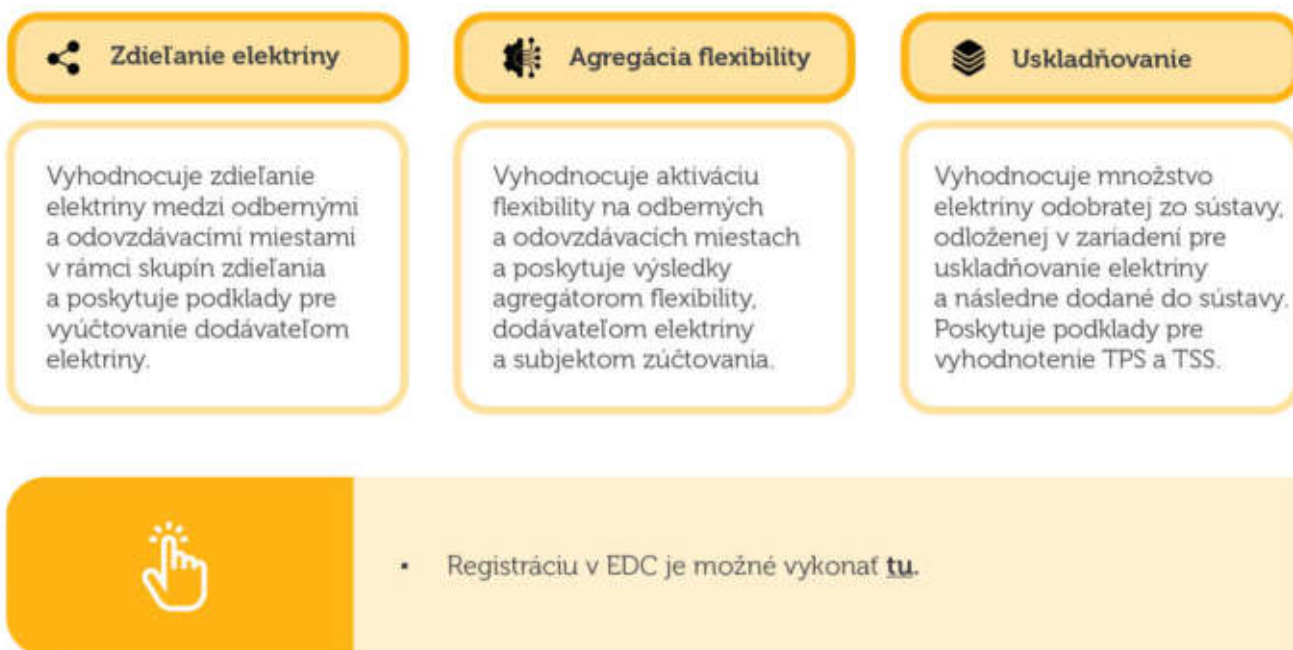 Zdieľanie elektriny
Vyhodnocuje zdieľanie
elektriny medzi odbernými
a odovzdávacími miestami
v rámci skupín zdieľania
a poskytuje podklady pre
vyúčtovanie dodávateľom
elektriny.
Agregácia flexibility
Vyhodnocuje aktiváciu
flexibility na odberných
a odovzdávacích miestach
a poskytuje výsledky
agregátorom flexibility,
dodávateľom elektriny
a subjektom zúčtovania.
Uskladňovanie
Vyhodnocuje množstvo
elektriny odobratej zo sústavy,
odloženej v zariadení pre
uskladňovanie elektriny
a následne dodané do sústavy.
Poskytuje podklady pre
vyhodnotenie TPS a TSS.
▪ Registráciu v EDC je možné vykonať tu.